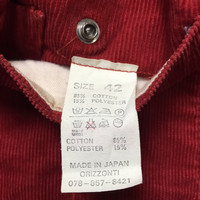 SIZE 42
85% COTTON
15% POLYESTER
COTTON 85%
POLYESTER 15%
MADE IN JAPAN
ORIZZONTI
078-857-8421